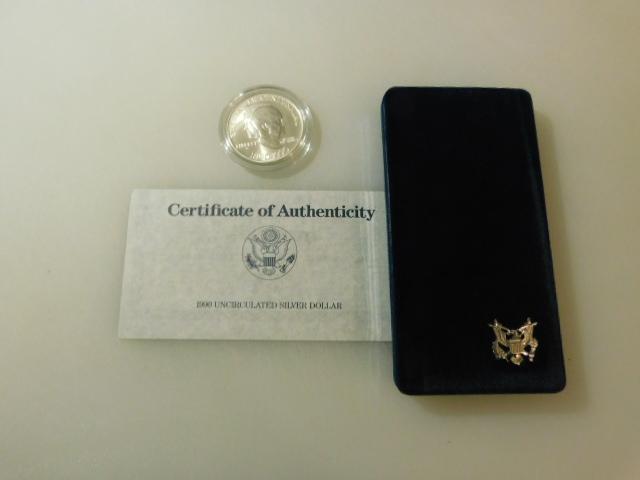 Certificate of Authenticity
1990 UNCIRCULATED SILVER DOLLAR